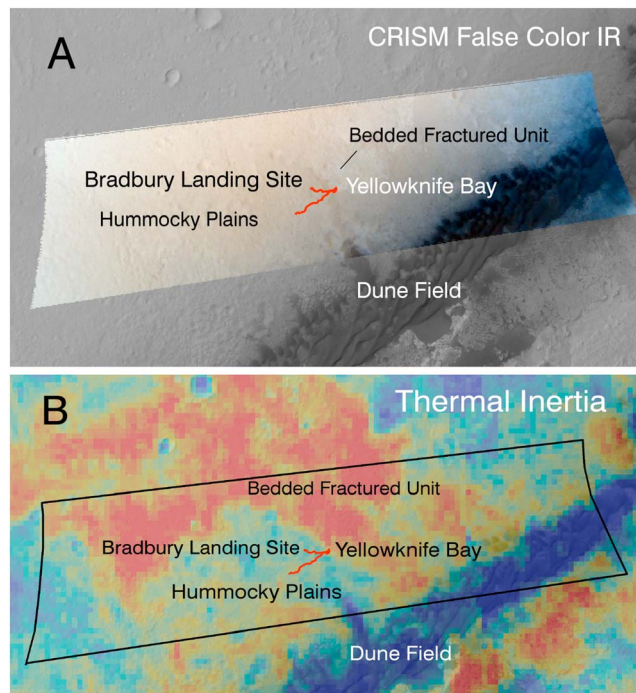 A
CRISM False Color IR
Bedded Fractured Unit
Bradbury Landing Site
Yellowknife Bay
Hummocky Plains
Dune Field
B
Thermal Inertia
Bedded Fractured Unit
Bradbury Landing Site
Yellowknife Bay
Hummocky Plains
Dune Field